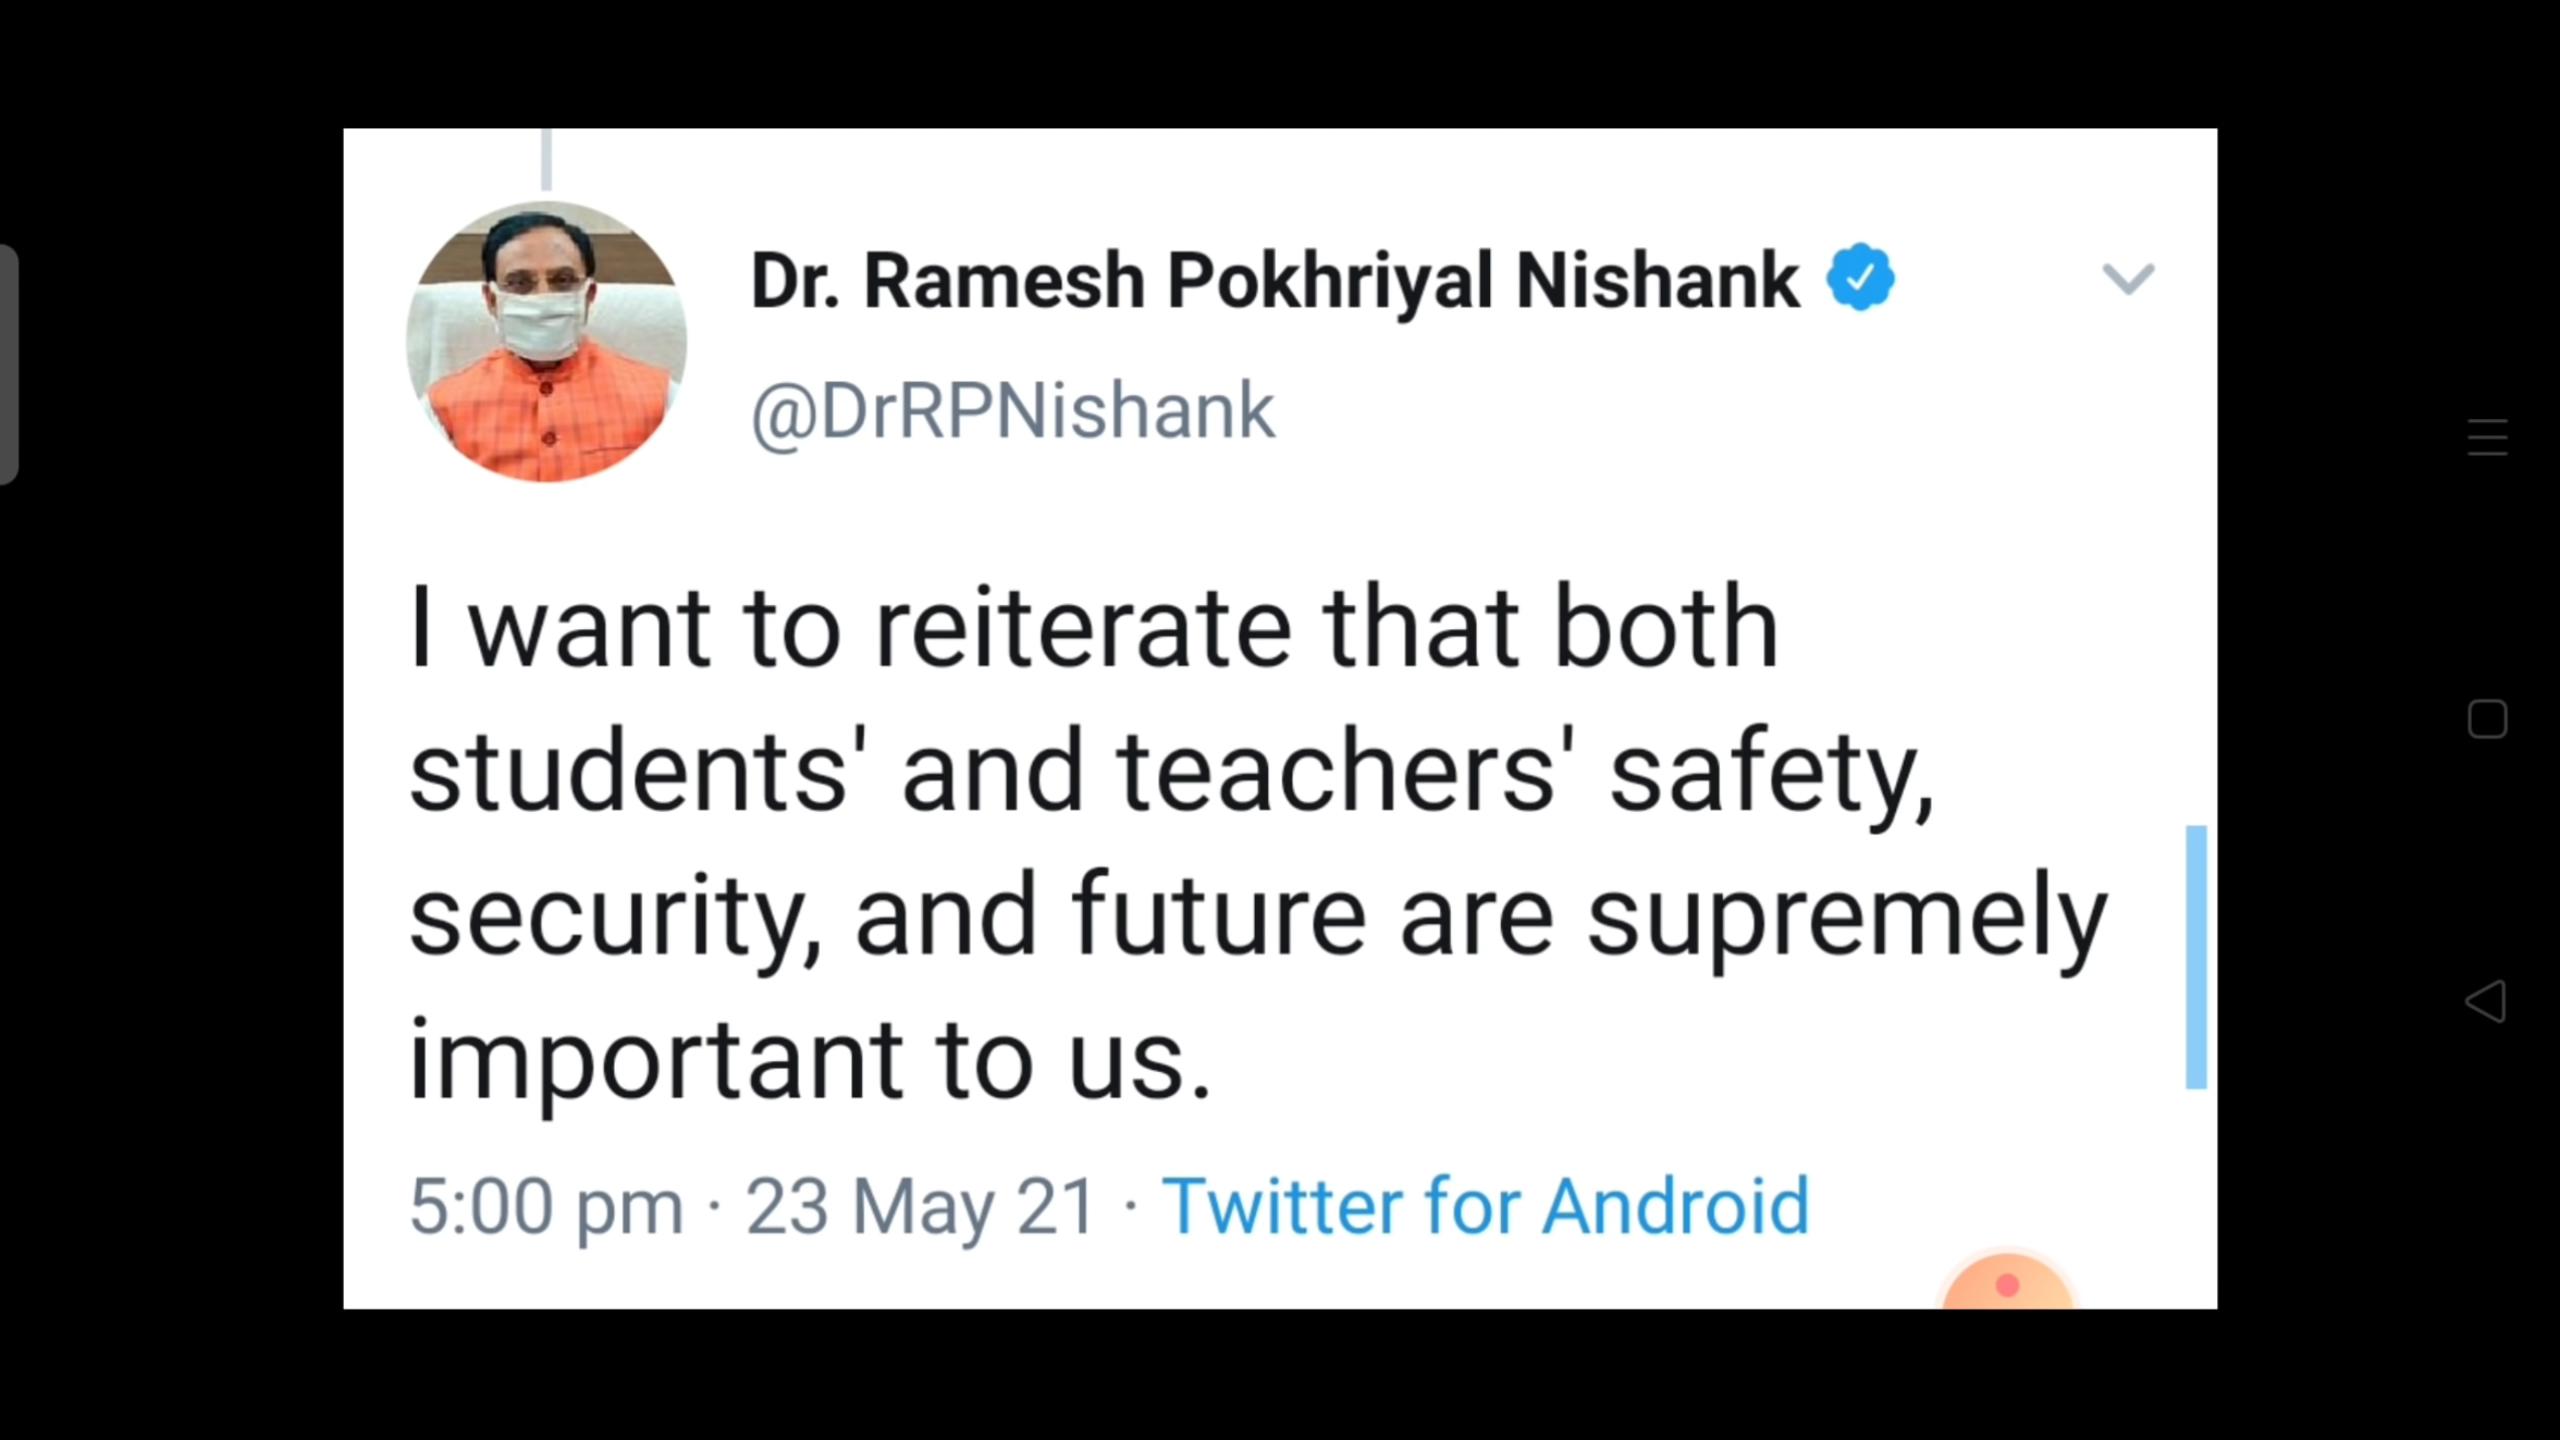 Dr. Ramesh Pokhriyal Nishank
@DrRPNishank
I want to reiterate that both
students' and teachers' safety,
security, and future are supremely
important to us.
5:00 pm · 23 May 21 · Twitter for Android